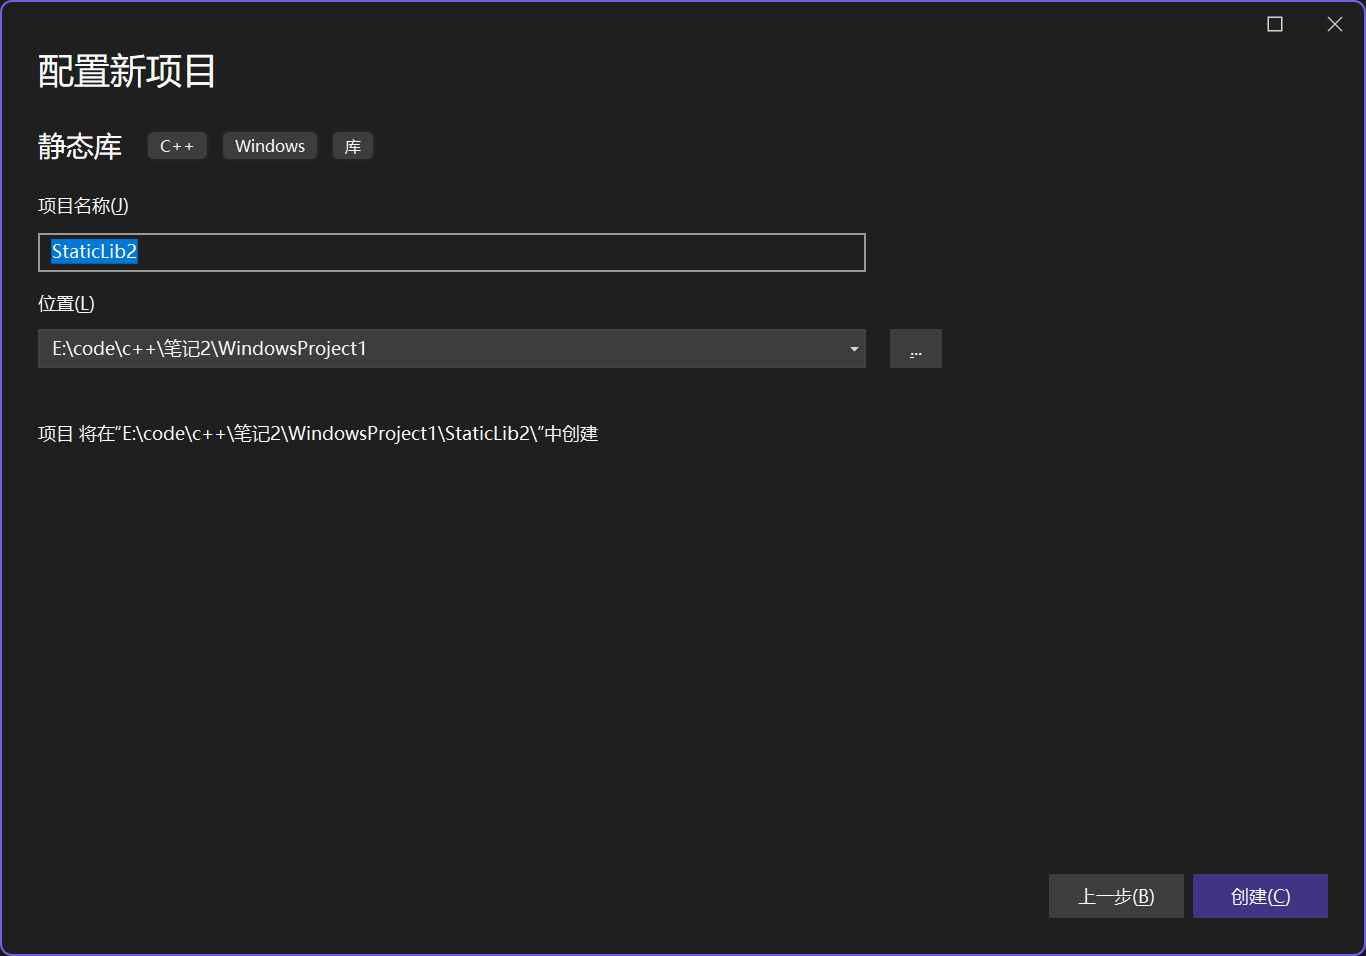 配置新项目
静态库 C++ Windows 库
项目名称(J)
StaticLib2
位置(L)
E:\code\c++\笔记2\WindowsProject1
...
项目 将在“E:\code\c++\笔记2\WindowsProject1\StaticLib2\”中创建
上一步(B) 创建(C)